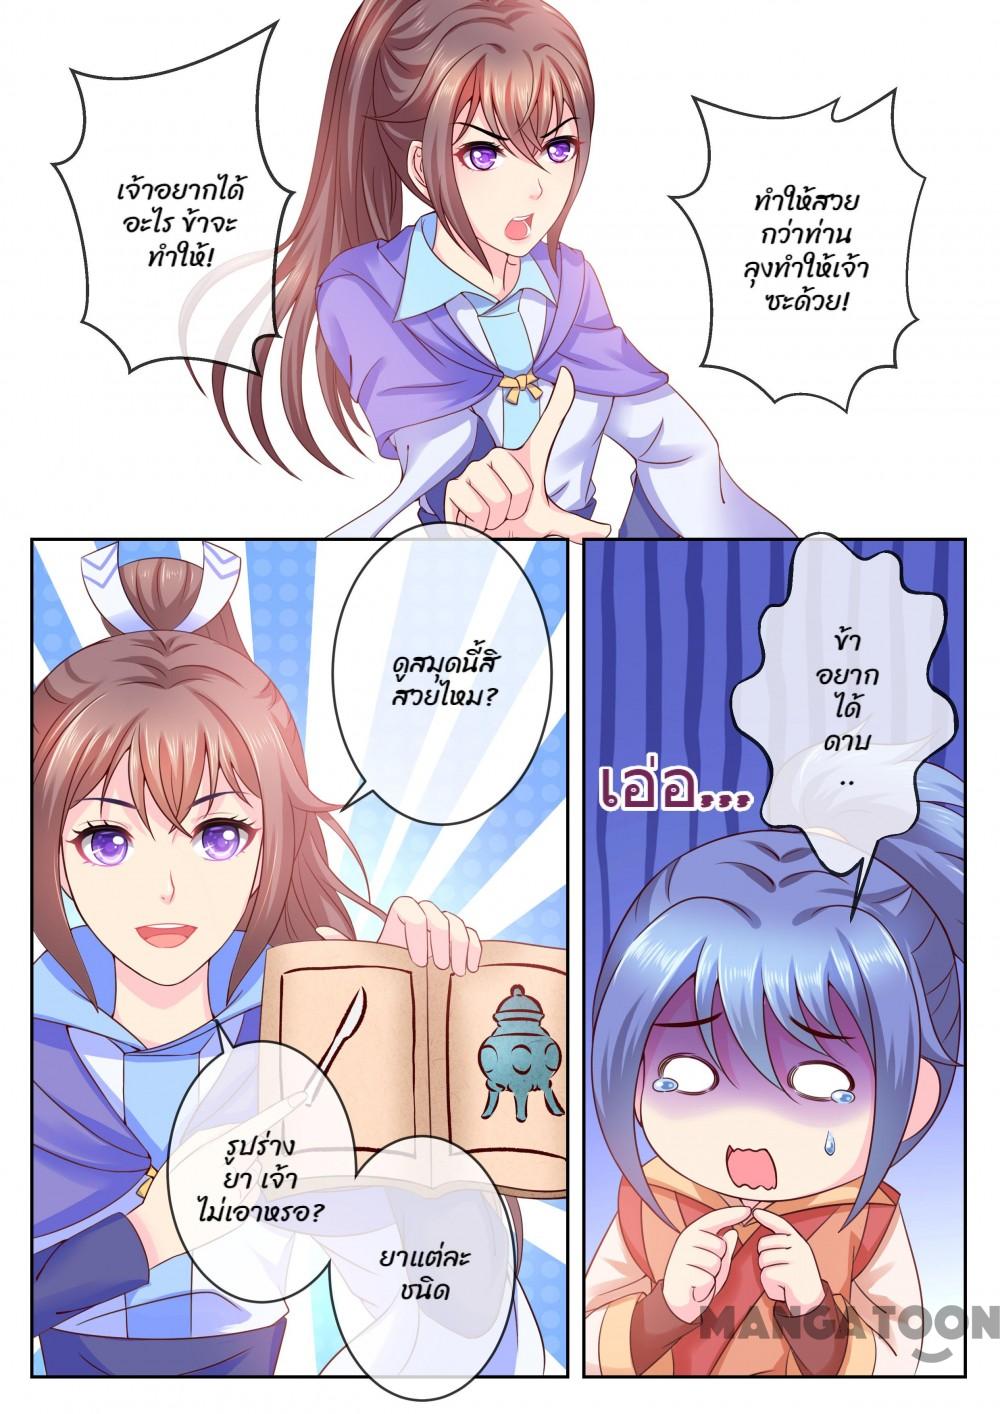 เจ้าอยากได้
อะไร ข้าจะ
ทำให้!
ทำให้สวย
กว่าท่าน
ลุงทำให้เจ้า
ซะด้วย!
ดูสมุดนี้สิ
สวยไหม?
รูปร่าง
ยา เจ้า
ไม่เอาหรอ?
ยาแต่ละ
ชนิด
ข้า
อยาก
ได้
ดาบ
..
เอ่อ...
MANGATOON